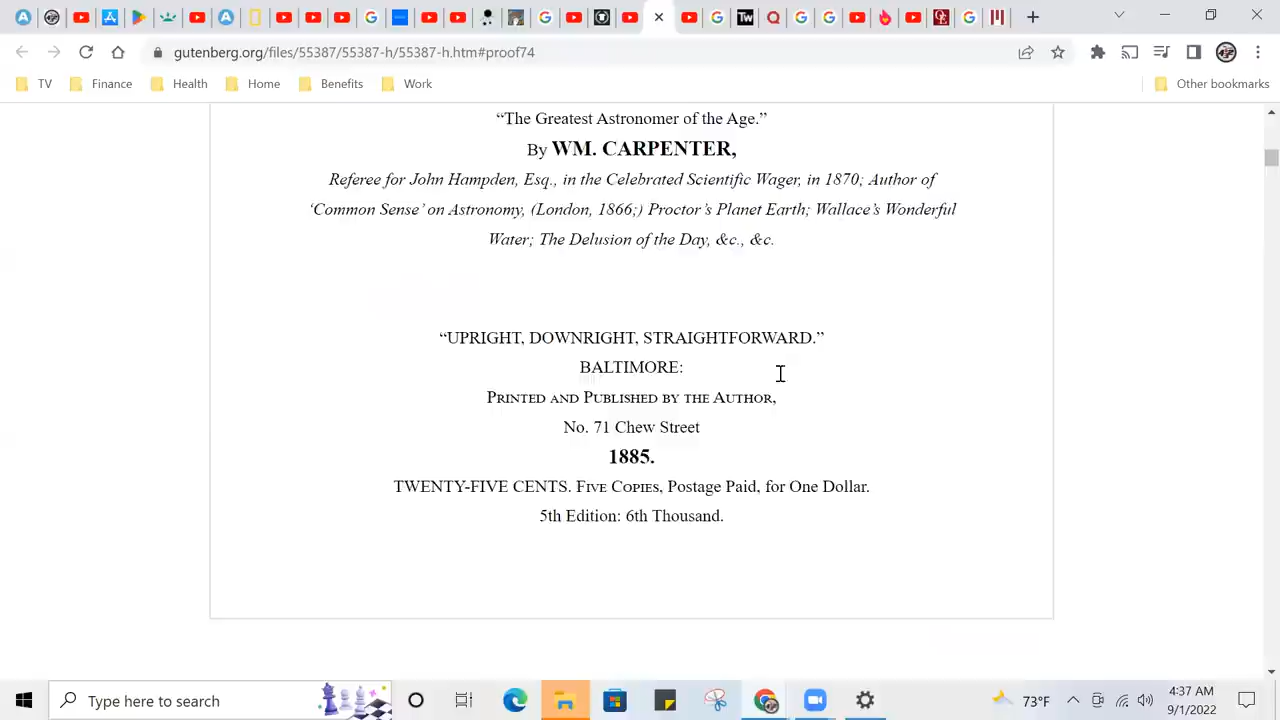 gutenberg.org/files/55387/55387-h/55387-h.htm#proof74
TV Finance Health Home Benefits Work Other bookmarks
“The Greatest Astronomer of the Age.”
By WM. CARPENTER,
Referee for John Hampden, Esq., in the Celebrated Scientific Wager, in 1870; Author of
‘Common Sense’ on Astronomy, (London, 1866;) Proctor’s Planet Earth; Wallace’s Wonderful
Water; The Delusion of the Day, &c., &c.
“UPRIGHT, DOWNRIGHT, STRAIGHTFORWARD.”
BALTIMORE:
Printed and Published by the Author,
No. 71 Chew Street
1885.
TWENTY-FIVE CENTS. Five Copies, Postage Paid, for One Dollar.
5th Edition: 6th Thousand.
Type here to search 73°F 4:37 AM
9/1/2022